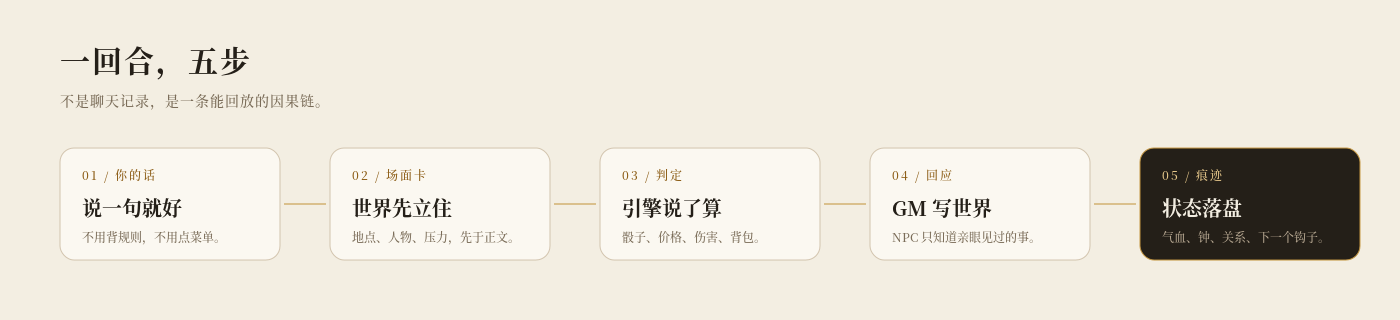 一回合，五步
不是聊天记录，是一条能回放的因果链。
01 / 你的话
说一句就好
不用背规则，不用点菜单。
02 / 场面卡
世界先立住
地点、人物、压力，先于正文。
03 / 判定
引擎说了算
骰子、价格、伤害、背包。
04 / 回应
GM 写世界
NPC 只知道亲眼见过的事。
05 / 痕迹
状态落盘
气血、钟、关系、下一个钩子。